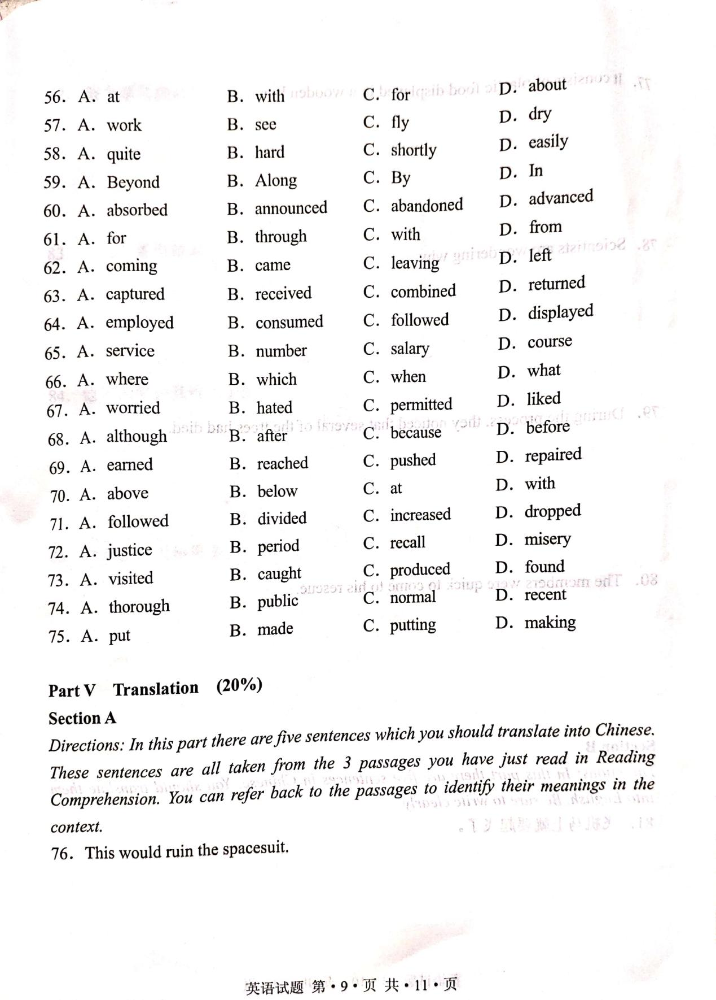 56. A. at B. with C. for D. about
57. A. work B. see C. fly D. dry
58. A. quite B. hard C. shortly D. easily
59. A. Beyond B. Along C. By D. In
60. A. absorbed B. announced C. abandoned D. advanced
61. A. for B. through C. with D. from
62. A. coming B. came C. leaving D. left
63. A. captured B. received C. combined D. returned
64. A. employed B. consumed C. followed D. displayed
65. A. service B. number C. salary D. course
66. A. where B. which C. when D. what
67. A. worried B. hated C. permitted D. liked
68. A. although B. after C. because D. before
69. A. earned B. reached C. pushed D. repaired
70. A. above B. below C. at D. with
71. A. followed B. divided C. increased D. dropped
72. A. justice B. period C. recall D. misery
73. A. visited B. caught C. produced D. found
74. A. thorough B. public C. normal D. recent
75. A. put B. made C. putting D. making
Part V Translation (20%)
Section A
Directions: In this part there are five sentences which you should translate into Chinese.
These sentences are all taken from the 3 passages you have just read in Reading
Comprehension. You can refer back to the passages to identify their meanings in the
context.
76. This would ruin the spacesuit.
英语试题 第·9·页 共·11·页